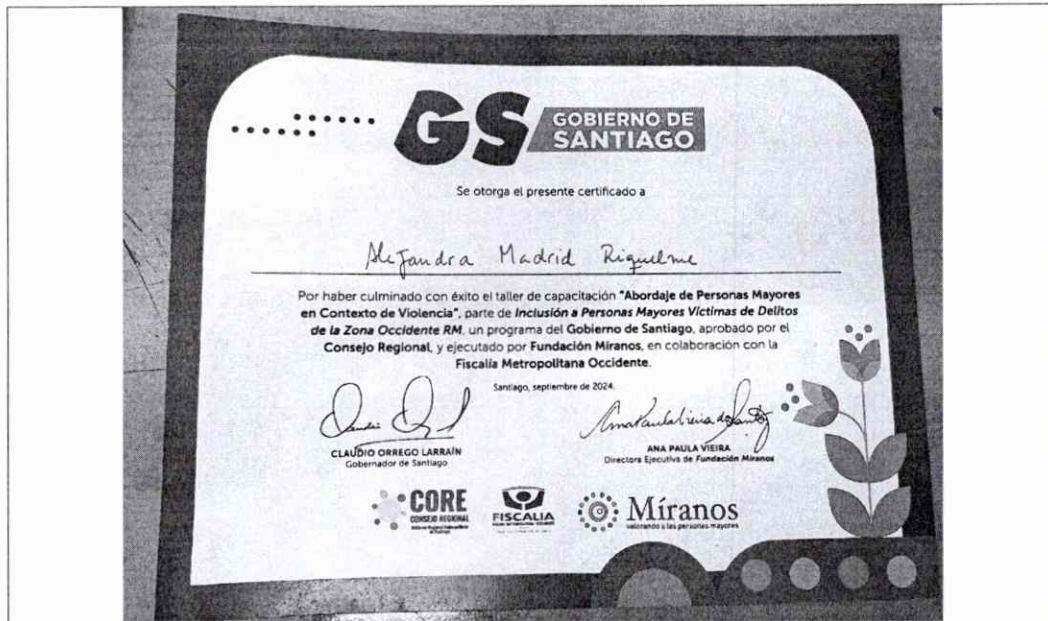 GS GOBIERNO DE
SANTIAGO
Se otorga el presente certificado a
Alejandra Madrid Riquelme
Por haber culminado con éxito el taller de capacitación "Abordaje de Personas Mayores
en Contexto de Violencia", parte de Inclusión a Personas Mayores Víctimas de Delitos
de la Zona Occidente RM, un programa del Gobierno de Santiago, aprobado por el
Consejo Regional, y ejecutado por Fundación Míranos, en colaboración con la
Fiscalía Metropolitana Occidente.
Santiago, septiembre de 2024.
CLAUDIO ORREGO LARRAÍN
Gobernador de Santiago
ANA PAULA VIEIRA
Directora Ejecutiva de Fundación Míranos
CORE
CONSEJO REGIONAL
FISCALIA
Míranos
valorando a las personas mayores